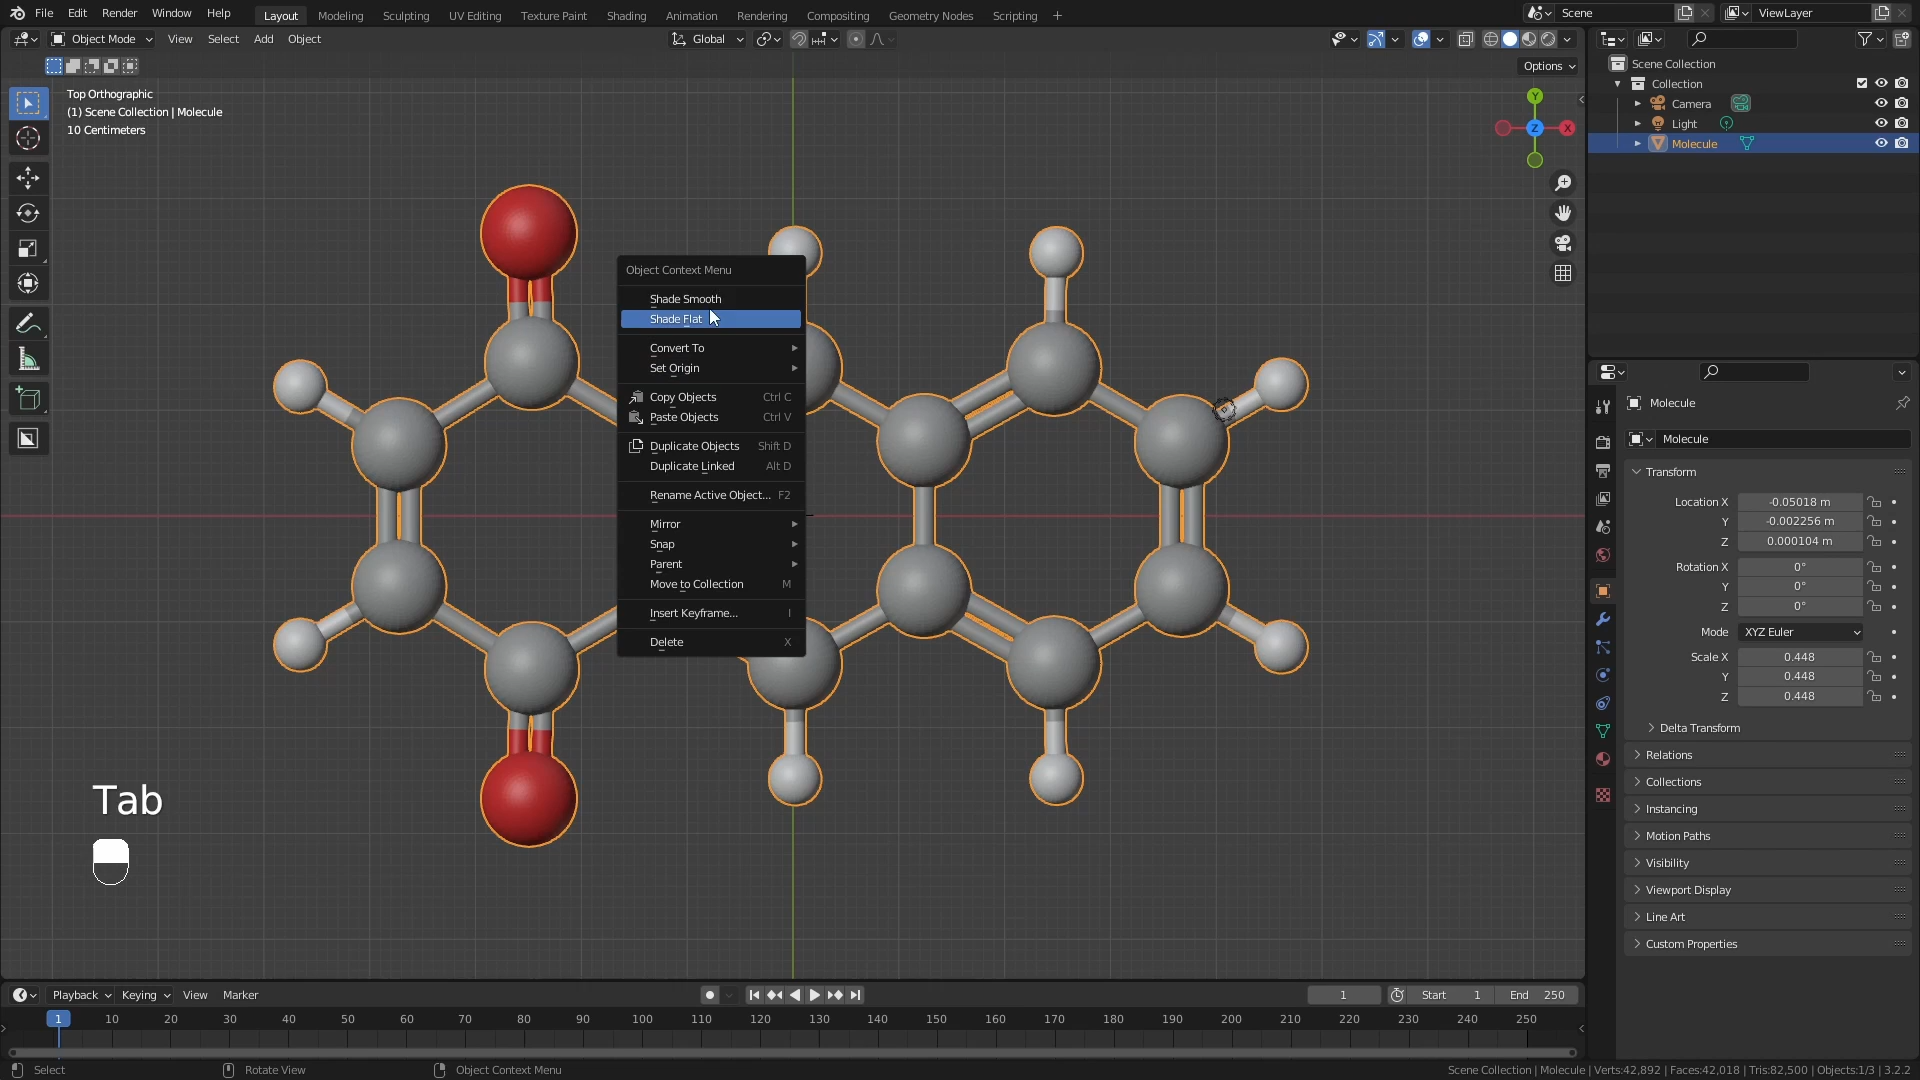 File Edit Render Window Help Layout Modeling Sculpting UV Editing Texture Paint Shading Animation Rendering Compositing Geometry Nodes Scripting + Scene ViewLayer
Object Mode View Select Add Object Global
Options
Top Orthographic
(1) Scene Collection | Molecule
10 Centimeters
Y
X
Z
Object Context Menu
Shade Smooth
Shade Flat
Convert To
Set Origin
Copy Objects Ctrl C
Paste Objects Ctrl V
Duplicate Objects Shift D
Duplicate Linked Alt D
Rename Active Object... F2
Mirror
Snap
Parent
Move to Collection M
Insert Keyframe... I
Delete X
Tab
Scene Collection
Collection
Camera
Light
Molecule
Molecule
Molecule
Transform
Location X -0.05018 m
Y -0.002256 m
Z 0.000104 m
Rotation X 0°
Y 0°
Z 0°
Mode XYZ Euler
Scale X 0.448
Y 0.448
Z 0.448
Delta Transform
Relations
Collections
Instancing
Motion Paths
Visibility
Viewport Display
Line Art
Custom Properties
Playback Keying View Marker 1 Start 1 End 250
1 10 20 30 40 50 60 70 80 90 100 110 120 130 140 150 160 170 180 190 200 210 220 230 240 250
Select Rotate View Object Context Menu Scene Collection | Molecule | Verts:42,892 | Faces:42,018 | Tris:82,500 | Objects:1/3 | 3.2.2